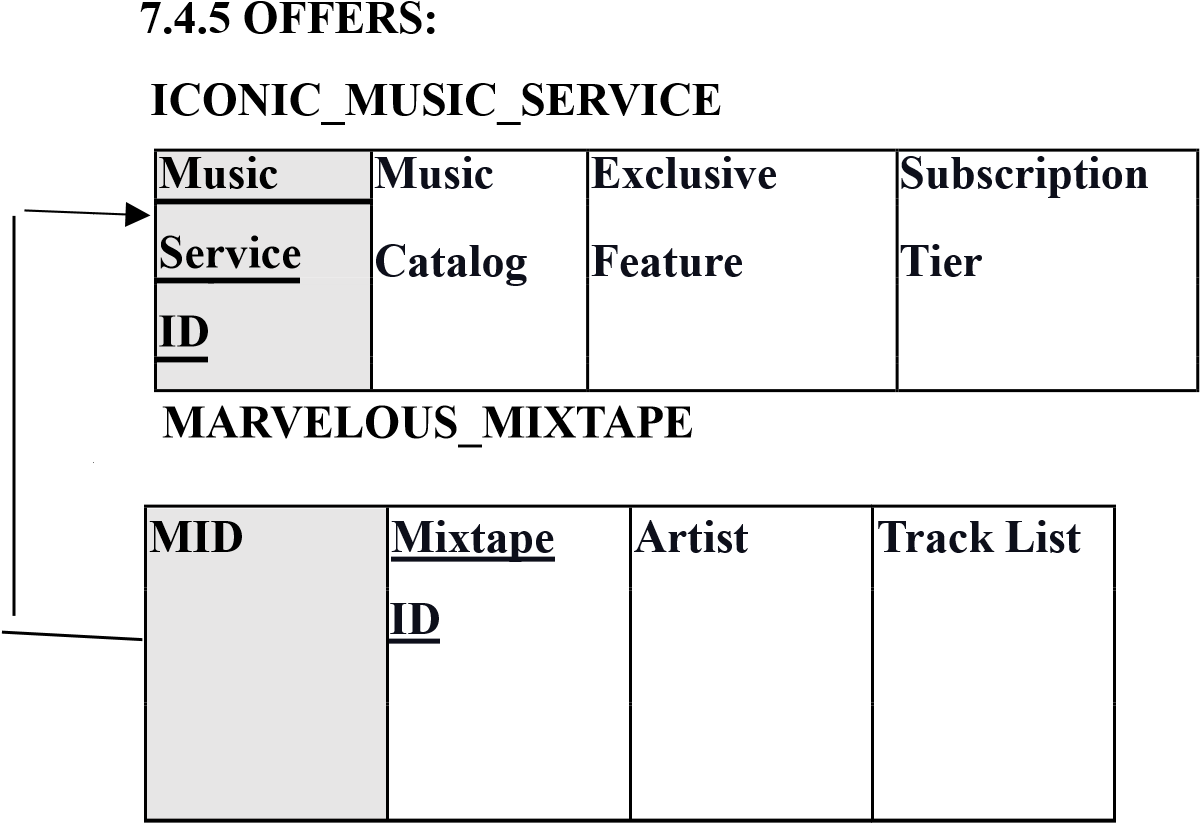 7.4.5 OFFERS:
ICONIC_MUSIC_SERVICE
Music Music Exclusive Subscription
Service Catalog Feature Tier
ID
MARVELOUS_MIXTAPE
MID Mixtape Artist Track List
ID